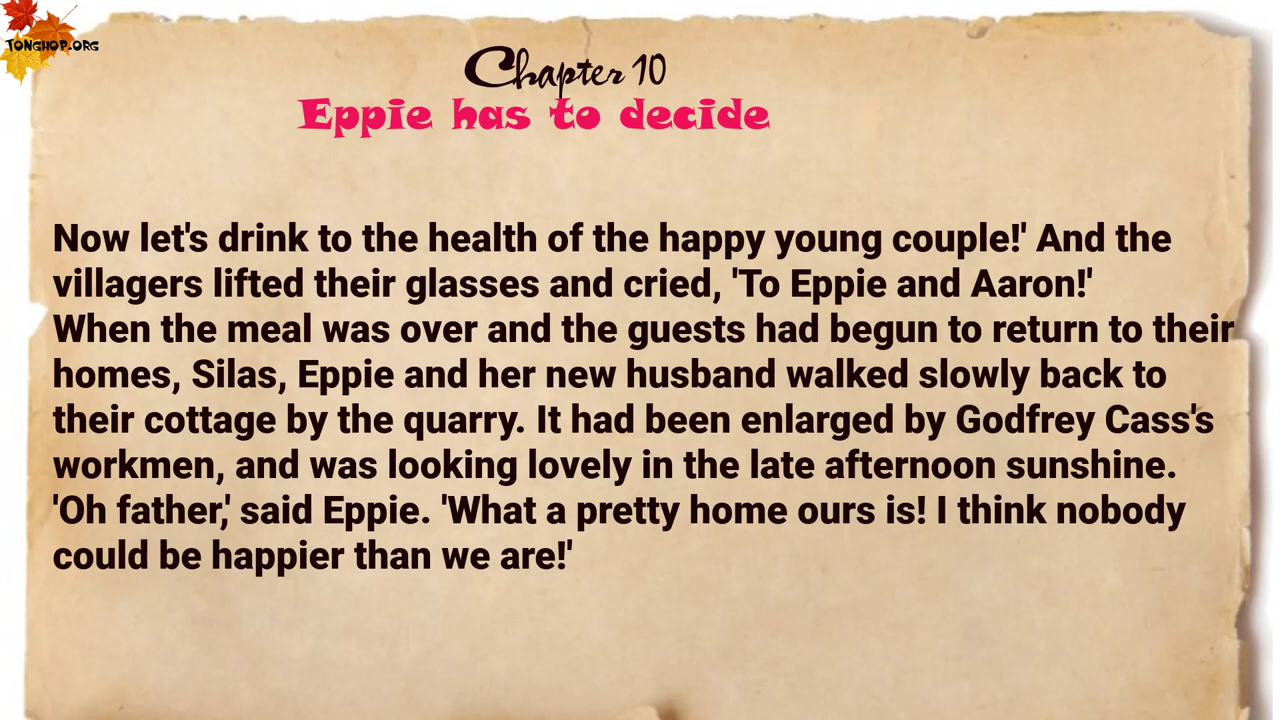 TONGHOP.ORG
Chapter 10
Eppie has to decide
Now let's drink to the health of the happy young couple!' And the
villagers lifted their glasses and cried, 'To Eppie and Aaron!'
When the meal was over and the guests had begun to return to their
homes, Silas, Eppie and her new husband walked slowly back to
their cottage by the quarry. It had been enlarged by Godfrey Cass's
workmen, and was looking lovely in the late afternoon sunshine.
'Oh father,' said Eppie. 'What a pretty home ours is! I think nobody
could be happier than we are!'